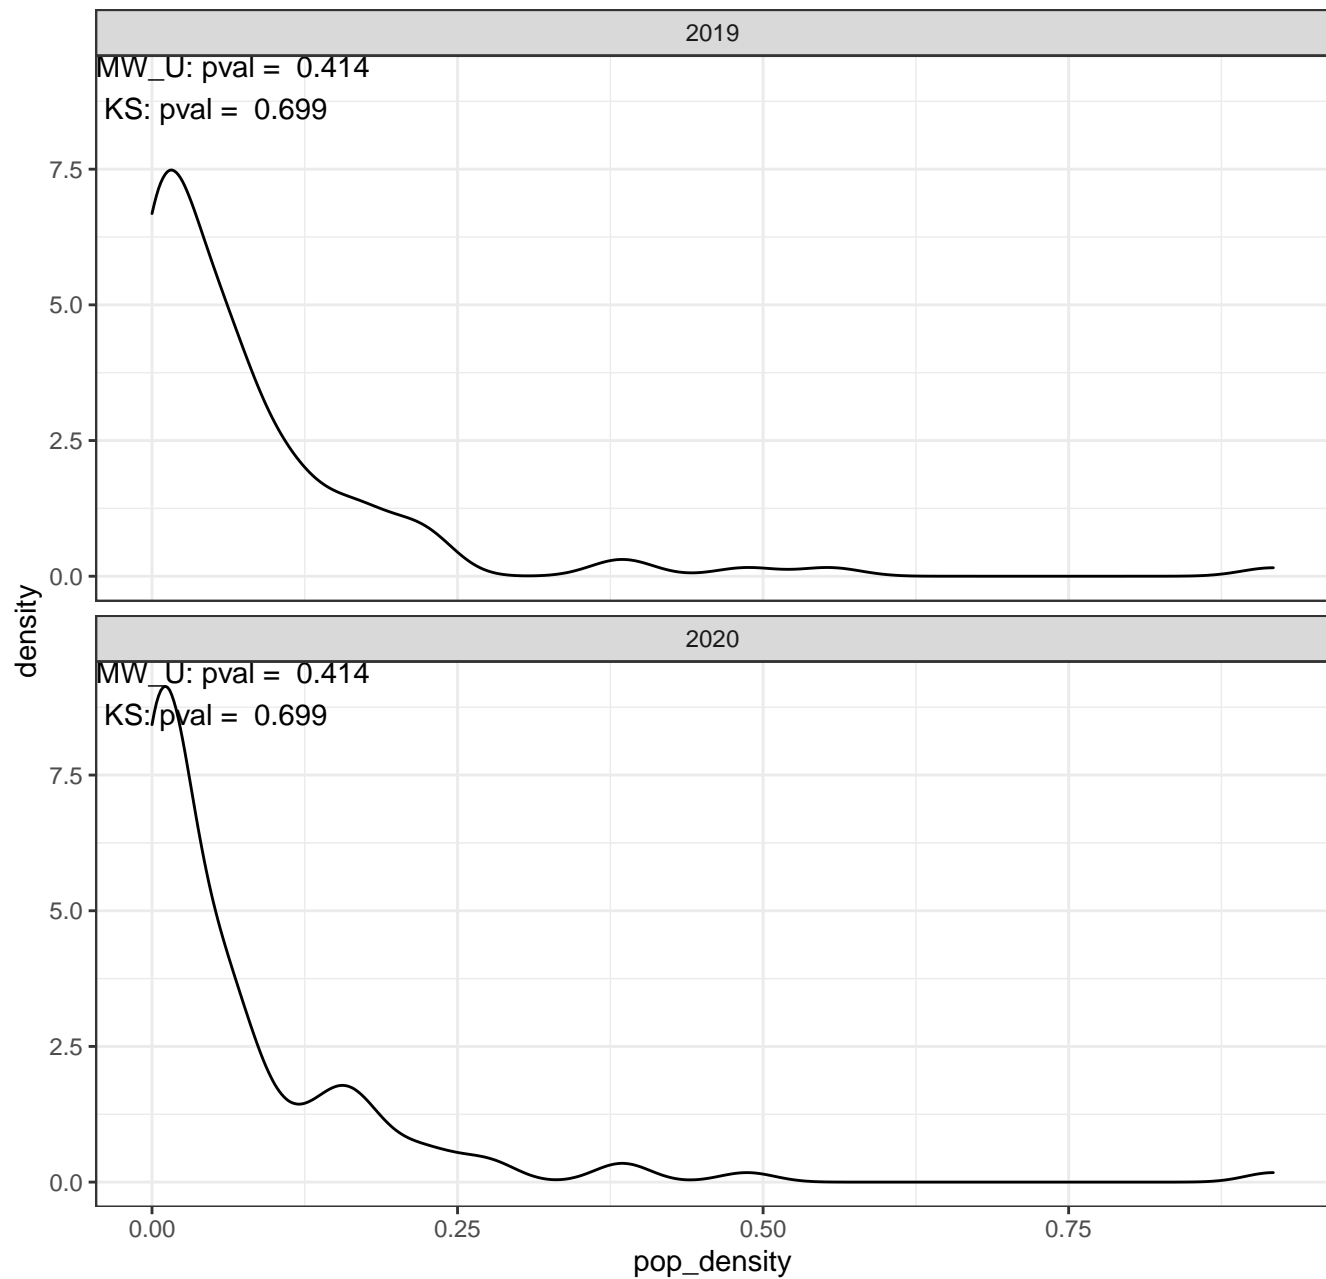 2019
MW_U: pval =  0.414
KS: pval =  0.699
7.5
5.0
2.5
0.0
density
2020
MW_U: pval =  0.414
KS: pval =  0.699
7.5
5.0
2.5
0.0
0.00 0.25 0.50 0.75
pop_density